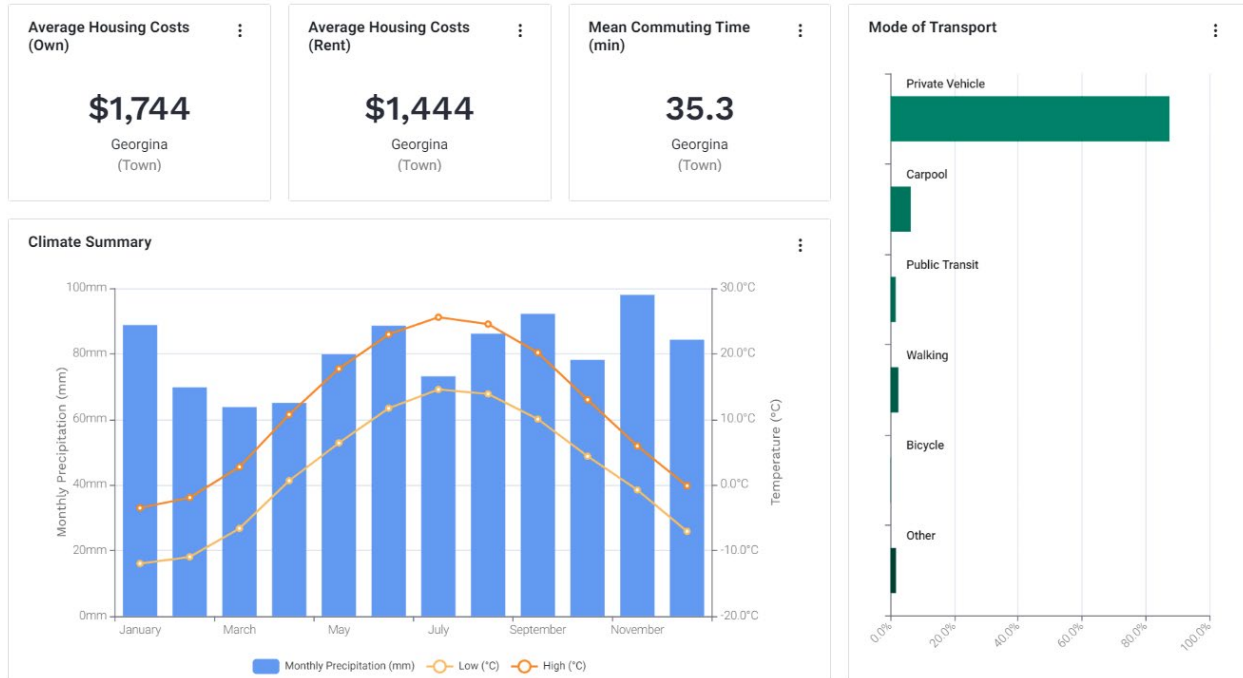 Average Housing Costs
(Own)
$1,744
Georgina
(Town)
Average Housing Costs
(Rent)
$1,444
Georgina
(Town)
Mean Commuting Time
(min)
35.3
Georgina
(Town)
Mode of Transport
Private Vehicle
Carpool
Public Transit
Walking
Bicycle
Other
0.0%
20.0%
40.0%
60.0%
80.0%
100.0%
Climate Summary
Monthly Precipitation (mm)
100mm
80mm
60mm
40mm
20mm
0mm
30.0°C
20.0°C
10.0°C
0.0°C
-10.0°C
-20.0°C
Temperature (°C)
January
March
May
July
September
November
Monthly Precipitation (mm)
Low (°C)
High (°C)